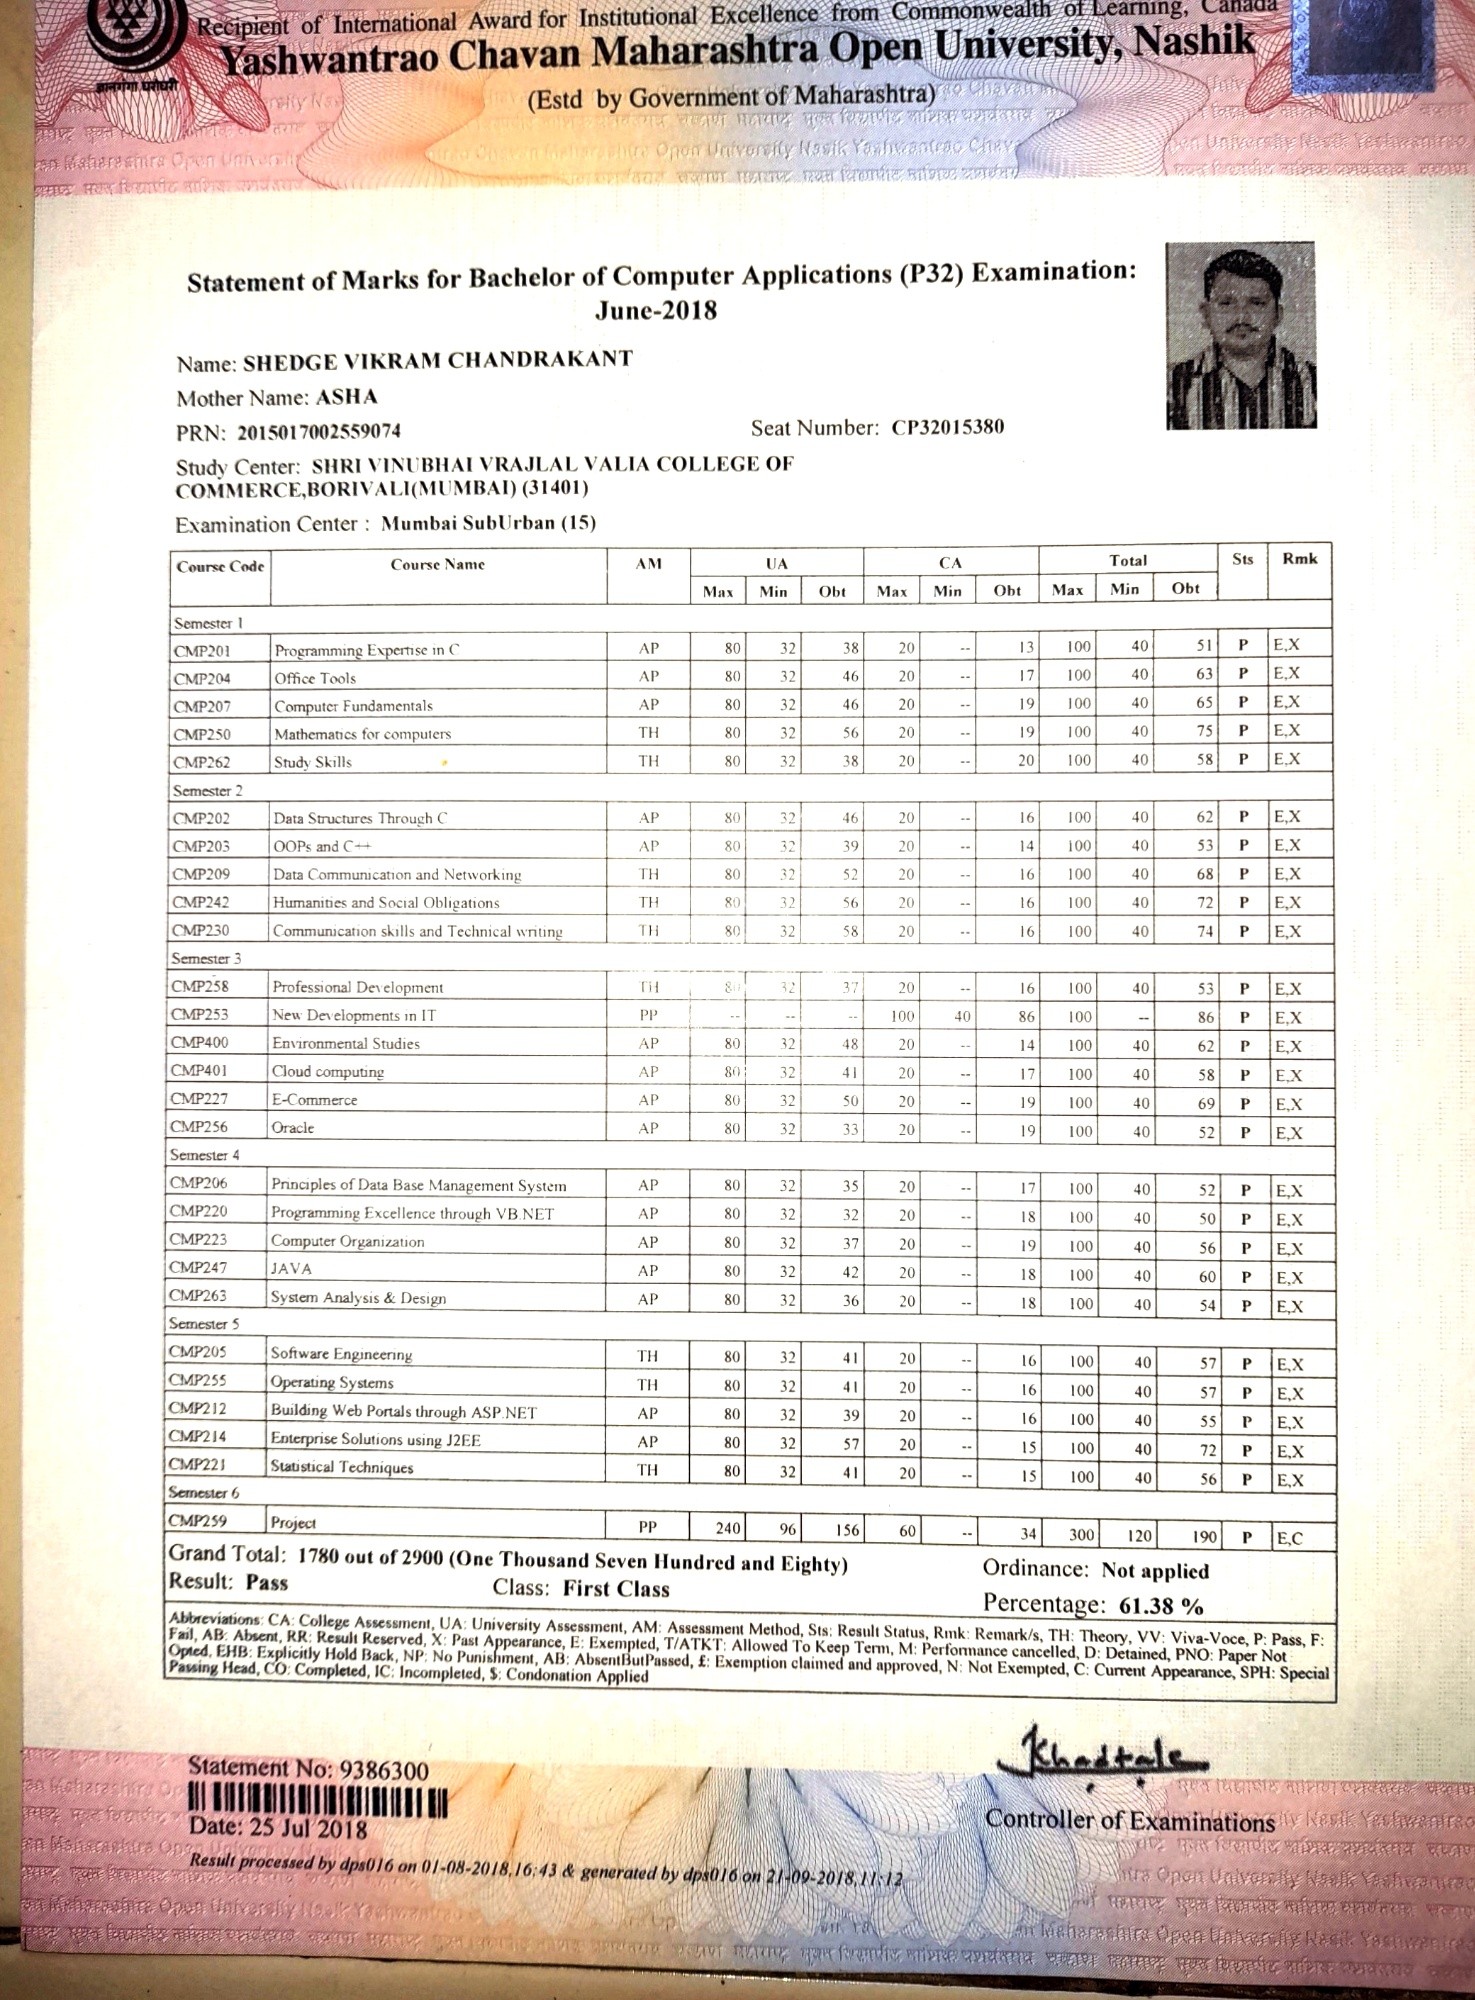 Recipient of International Award for Institutional Excellence from Commonwealth of Learning, Canada
Yashwantrao Chavan Maharashtra Open University, Nashik
ज्ञानगंगा घरोघरी
(Estd by Government of Maharashtra)
Statement of Marks for Bachelor of Computer Applications (P32) Examination:
June-2018
Name: SHEDGE VIKRAM CHANDRAKANT
Mother Name: ASHA
PRN: 2015017002559074 Seat Number: CP32015380
Study Center: SHRI VINUBHAI VRAJLAL VALIA COLLEGE OF
COMMERCE,BORIVALI(MUMBAI) (31401)
Examination Center : Mumbai SubUrban (15)
Course Code Course Name AM UA CA Total Sts Rmk
Max Min Obt Max Min Obt Max Min Obt
Semester 1
CMP201 Programming Expertise in C AP 80 32 38 20 -- 13 100 40 51 P E,X
CMP204 Office Tools AP 80 32 46 20 -- 17 100 40 63 P E,X
CMP207 Computer Fundamentals AP 80 32 46 20 -- 19 100 40 65 P E,X
CMP250 Mathematics for computers TH 80 32 56 20 -- 19 100 40 75 P E,X
CMP262 Study Skills TH 80 32 38 20 -- 20 100 40 58 P E,X
Semester 2
CMP202 Data Structures Through C AP 80 32 46 20 -- 16 100 40 62 P E,X
CMP203 OOPs and C++ AP 80 32 39 20 -- 14 100 40 53 P E,X
CMP209 Data Communication and Networking TH 80 32 52 20 -- 16 100 40 68 P E,X
CMP242 Humanities and Social Obligations TH 80 32 56 20 -- 16 100 40 72 P E,X
CMP230 Communication skills and Technical writing TH 80 32 58 20 -- 16 100 40 74 P E,X
Semester 3
CMP258 Professional Development TH 80 32 37 20 -- 16 100 40 53 P E,X
CMP253 New Developments in IT PP -- -- -- 100 40 86 100 -- 86 P E,X
CMP400 Environmental Studies AP 80 32 48 20 -- 14 100 40 62 P E,X
CMP401 Cloud computing AP 80 32 41 20 -- 17 100 40 58 P E,X
CMP227 E-Commerce AP 80 32 50 20 -- 19 100 40 69 P E,X
CMP256 Oracle AP 80 32 33 20 -- 19 100 40 52 P E,X
Semester 4
CMP206 Principles of Data Base Management System AP 80 32 35 20 -- 17 100 40 52 P E,X
CMP220 Programming Excellence through VB.NET AP 80 32 32 20 -- 18 100 40 50 P E,X
CMP223 Computer Organization AP 80 32 37 20 -- 19 100 40 56 P E,X
CMP247 JAVA AP 80 32 42 20 -- 18 100 40 60 P E,X
CMP263 System Analysis & Design AP 80 32 36 20 -- 18 100 40 54 P E,X
Semester 5
CMP205 Software Engineering TH 80 32 41 20 -- 16 100 40 57 P E,X
CMP255 Operating Systems TH 80 32 41 20 -- 16 100 40 57 P E,X
CMP212 Building Web Portals through ASP.NET AP 80 32 39 20 -- 16 100 40 55 P E,X
CMP214 Enterprise Solutions using J2EE AP 80 32 57 20 -- 15 100 40 72 P E,X
CMP221 Statistical Techniques TH 80 32 41 20 -- 15 100 40 56 P E,X
Semester 6
CMP259 Project PP 240 96 156 60 -- 34 300 120 190 P E,C
Grand Total: 1780 out of 2900 (One Thousand Seven Hundred and Eighty) Ordinance: Not applied
Result: Pass Class: First Class Percentage: 61.38 %
Abbreviations: CA: College Assessment, UA: University Assessment, AM: Assessment Method, Sts: Result Status, Rmk: Remark/s, TH: Theory, VV: Viva-Voce, P: Pass, F:
Fail, AB: Absent, RR: Result Reserved, X: Past Appearance, E: Exempted, T/ATKT: Allowed To Keep Term, M: Performance cancelled, D: Detained, PNO: Paper Not
Opted, EHB: Explicitly Hold Back, NP: No Punishment, AB: AbsentButPassed, £: Exemption claimed and approved, N: Not Exempted, C: Current Appearance, SPH: Special
Passing Head, CO: Completed, IC: Incompleted, $: Condonation Applied
Statement No: 9386300
Date: 25 Jul 2018
Controller of Examinations
Result processed by dps016 on 01-08-2018,16:43 & generated by dps016 on 21-09-2018,11:12